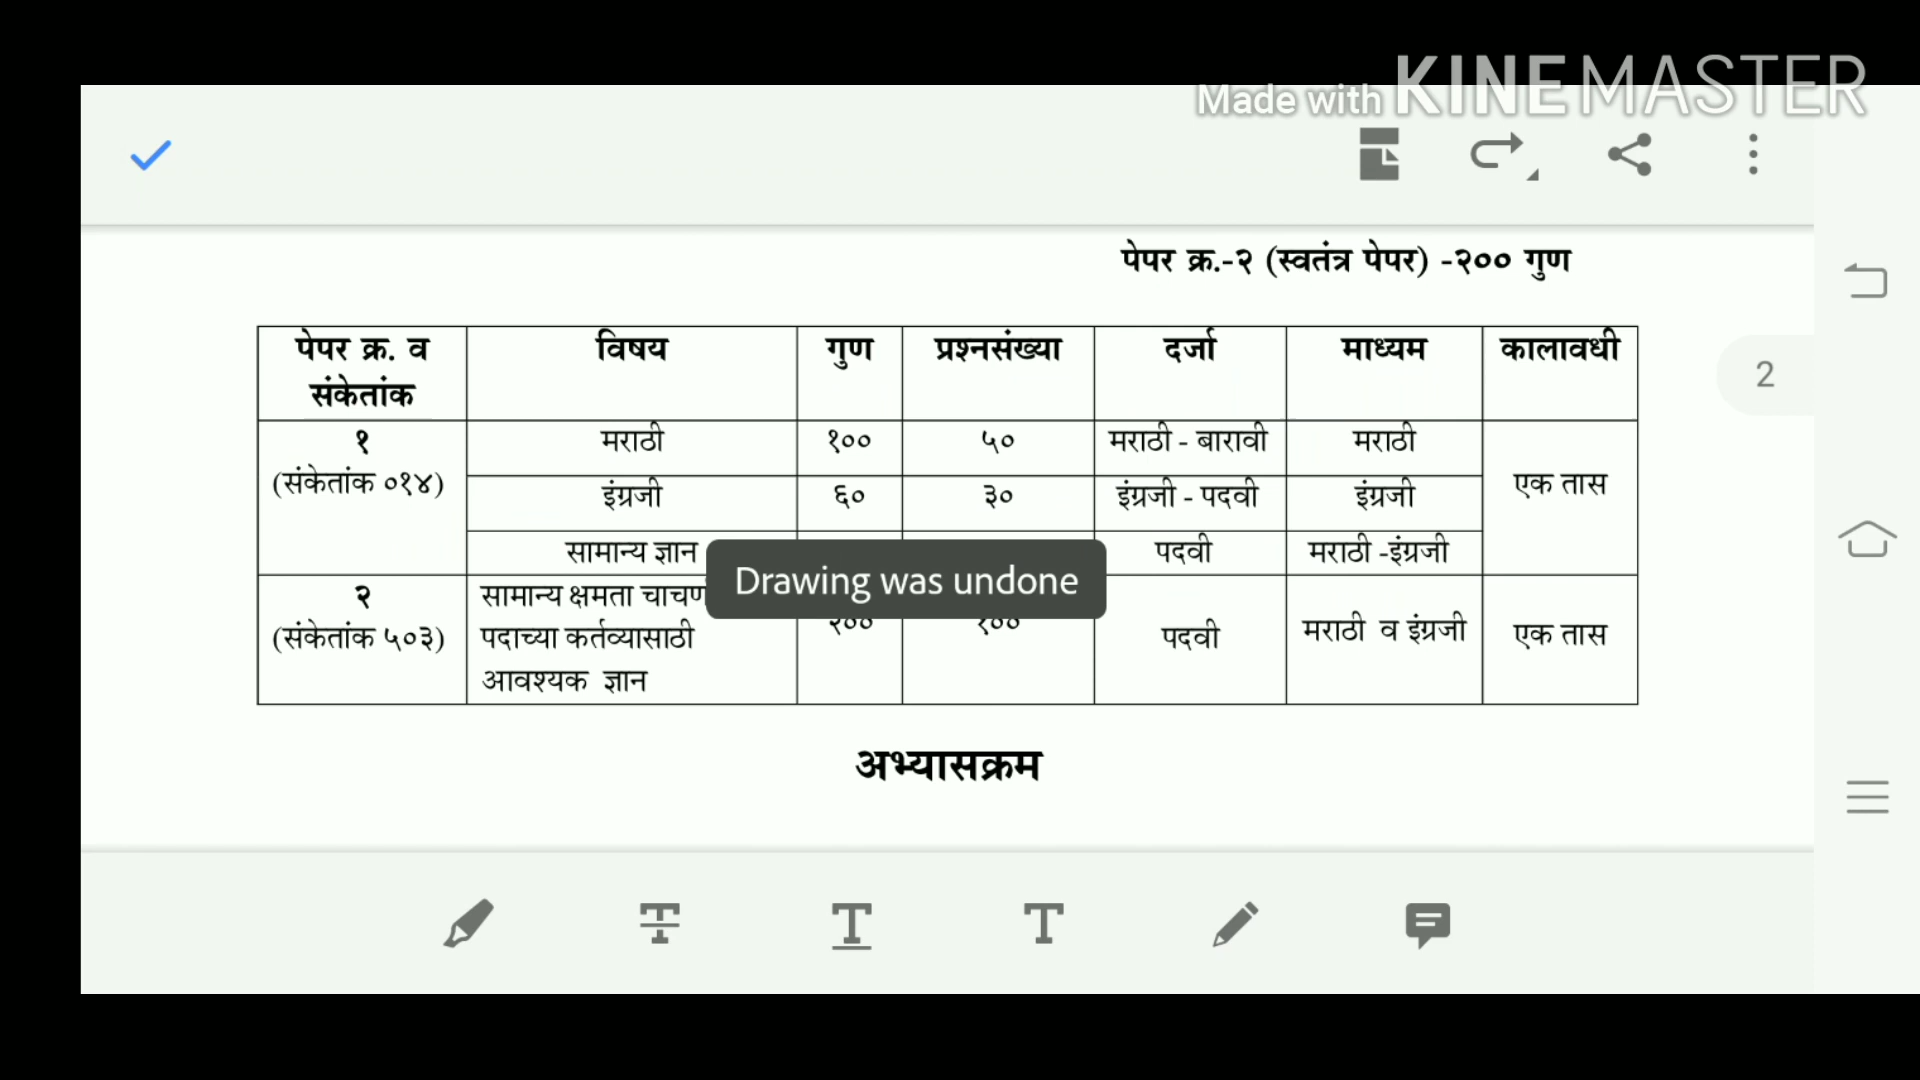 Made with KINEMASTER
पेपर क्र.-२ (स्वतंत्र पेपर) -२०० गुण
2
पेपर क्र. व संकेतांक विषय गुण प्रश्नसंख्या दर्जा माध्यम कालावधी
१ (संकेतांक ०१४) मराठी १०० ५० मराठी - बारावी मराठी एक तास
इंग्रजी ६० ३० इंग्रजी - पदवी इंग्रजी
सामान्य ज्ञान पदवी मराठी -इंग्रजी
Drawing was undone
२ (संकेतांक ५०३) सामान्य क्षमता
पदाच्या कर्तव्यासाठी
आवश्यक ज्ञान २०० १०० पदवी मराठी व इंग्रजी एक तास
अभ्यासक्रम